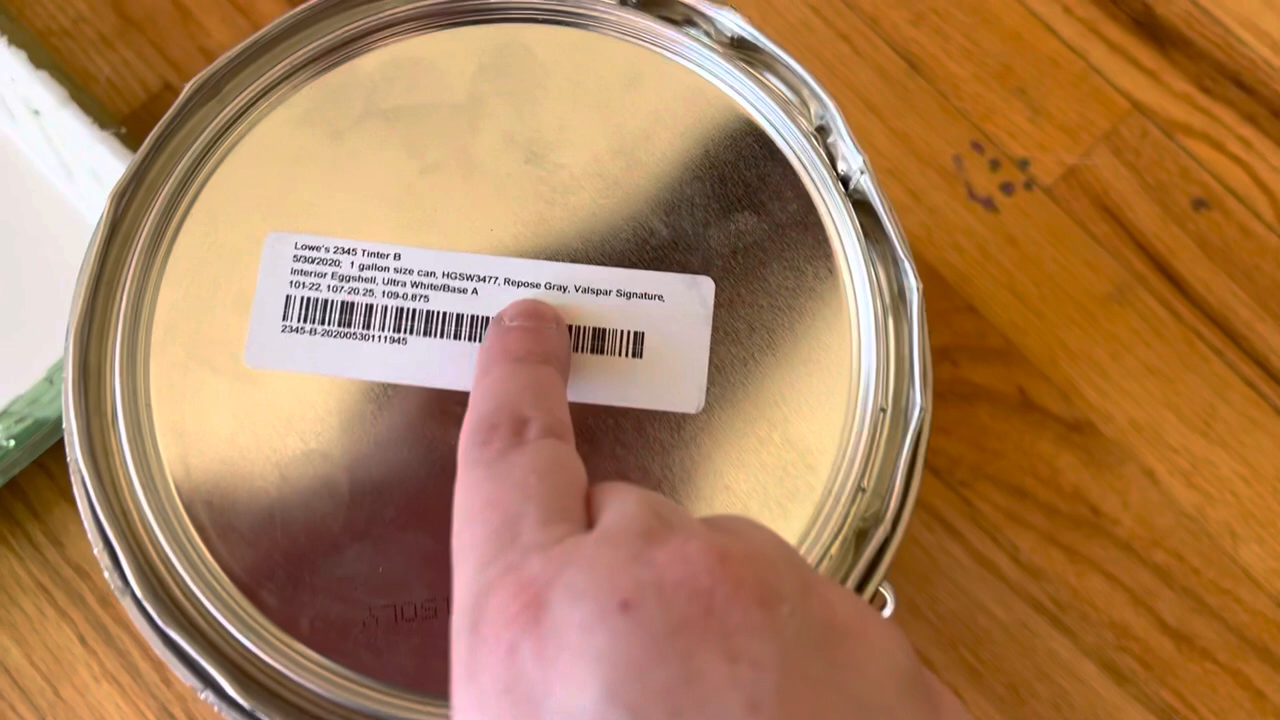 Lowe's 2345 Tinter B
5/30/2020; 1 gallon size can, HGSW3477, Repose Gray, Valspar Signature,
Interior Eggshell, Ultra White/Base A
101-22, 107-20.25, 109-0.875
2345-B-20200530111945